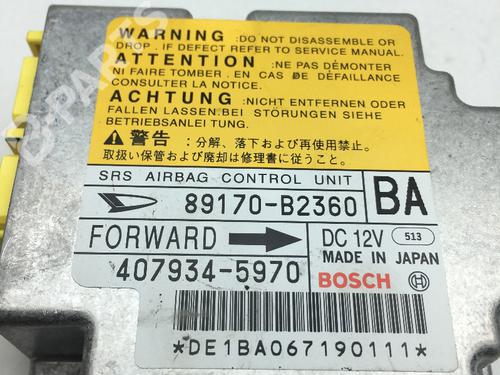 WARNING : DO NOT DISASSEMBLE OR
DROP . IF DEFECT REFER TO SERVICE MANUAL.
ATTENTION :NE PAS DÉMONTER
NI FAIRE TOMBER . EN CAS DE DÉFAILLANCE
CONSULTER LA NOTICE.
ACHTUNG :NICHT ENTFERNEN ODER
FALLEN LASSEN.BEI STÖRUNGEN SIEHE
BETRIEBSANLEITUNG.
警告 :分解、落下および再使用禁止。
取扱い保管および廃却は修理書に従うこと。
SRS AIRBAG CONTROL UNIT
89170-B2360 BA
FORWARD DC 12V 513
MADE IN JAPAN
407934-5970 BOSCH
*DE1BA067190111*
B-PARTS